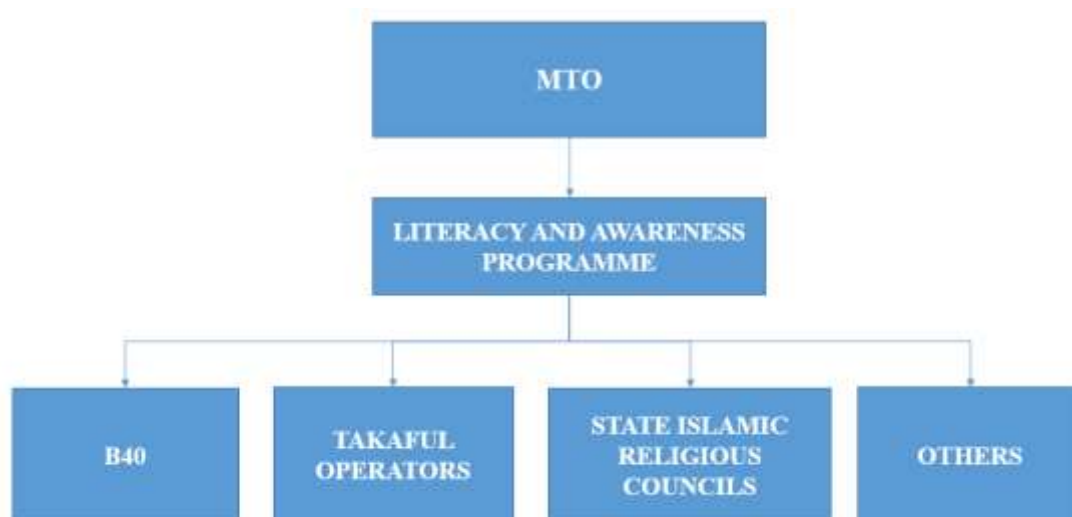 MTO
LITERACY AND AWARENESS
PROGRAMME
B40
TAKAFUL
OPERATORS
STATE ISLAMIC
RELIGIOUS
COUNCILS
OTHERS